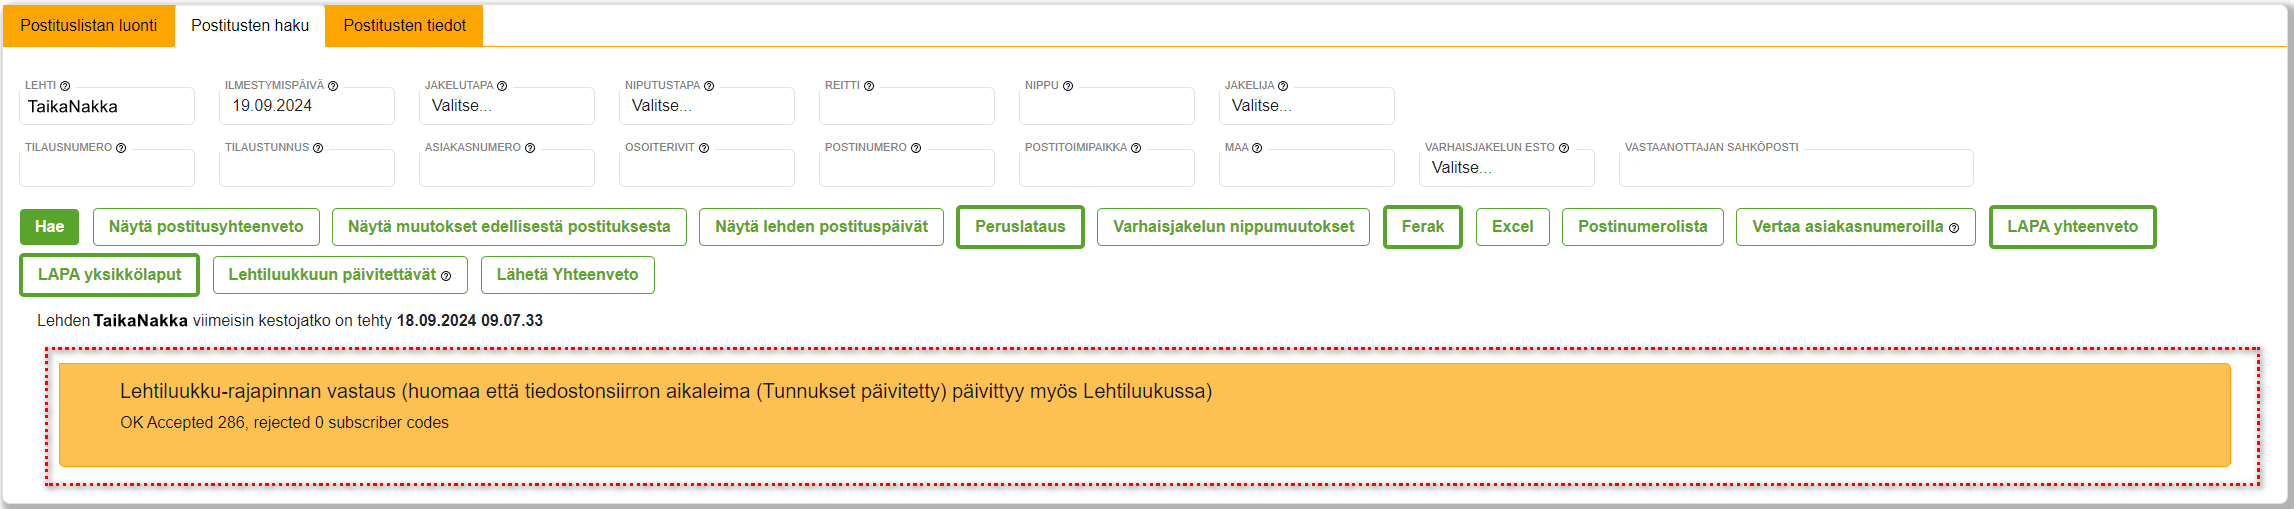 Postituslistan luonti Postitusten haku Postitusten tiedot
LEHTI ILMESTYMISPÄIVÄ JAKELUTAPA NIPUTUSTAPA REITTI NIPPU JAKELIJA
TaikaNakka 19.09.2024 Valitse... Valitse... Valitse...
TILAUSNUMERO TILAUSTUNNUS ASIAKASNUMERO OSOITERIVIT POSTINUMERO POSTITOIMIPAIKKA MAA VARHAISJAKELUN ESTO VASTAANOTTAJAN SAHKÖPOSTI
Valitse...
Hae Näytä postitusyhteenveto Näytä muutokset edellisestä postituksesta Näytä lehden postituspäivät Peruslataus Varhaisjakelun nippumuutokset Ferak Excel Postinumerolista Vertaa asiakasnumeroilla LAPA yhteenveto
LAPA yksikkölaput Lehtiluukkuun päivitettävät Lähetä Yhteenveto
Lehden TaikaNakka viimeisin kestojatko on tehty 18.09.2024 09.07.33
Lehtiluukku-rajapinnan vastaus (huomaa että tiedostonsiirron aikaleima (Tunnukset päivitetty) päivittyy myös Lehtiluukussa)
OK Accepted 286, rejected 0 subscriber codes